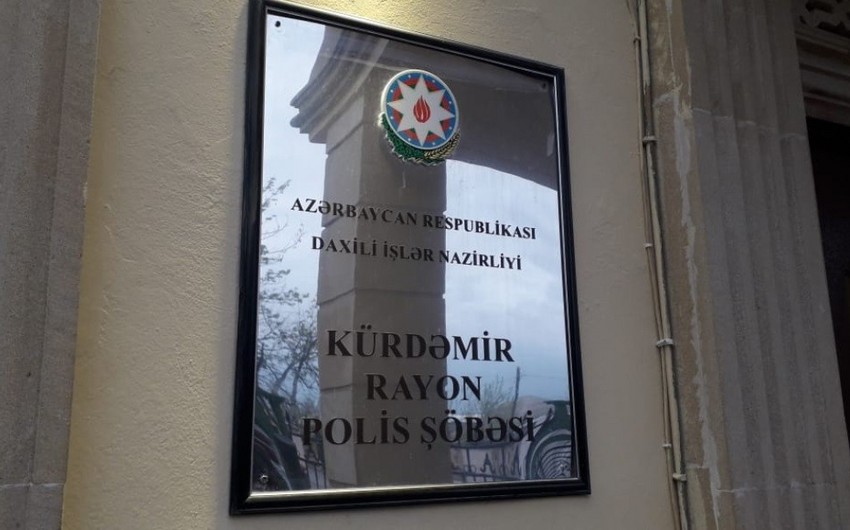 AZƏRBAYCAN RESPUBLİKASI
DAXİLİ İŞLƏR NAZİRLİYİ
KÜRDƏMİR
RAYON
POLİS ŞÖBƏSİ